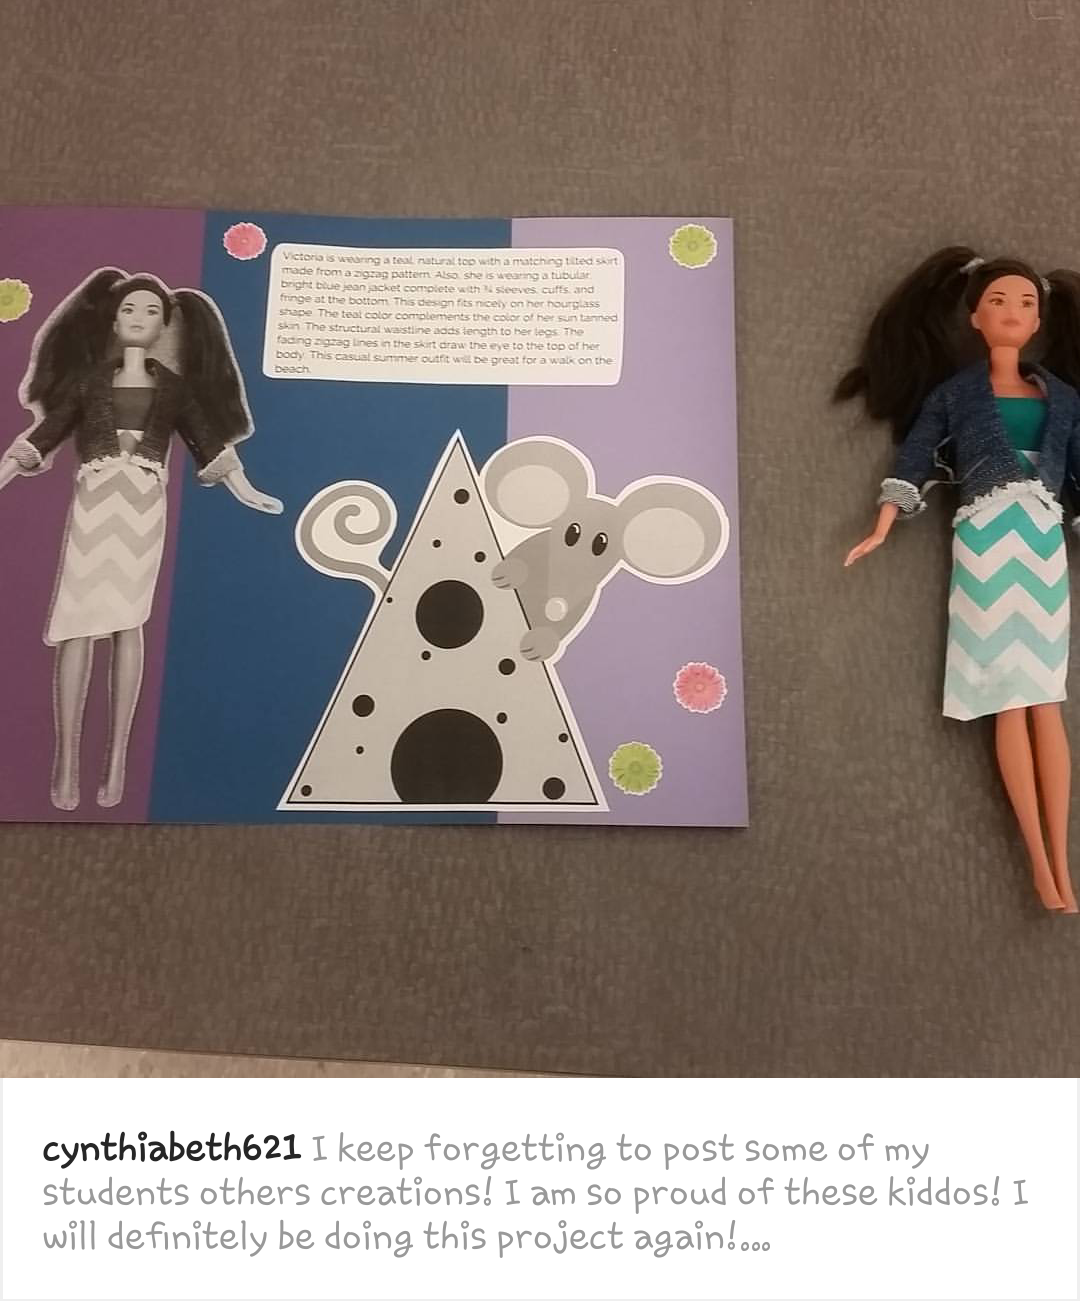 Victoria is wearing a teal, natural top with a matching tilted skirt
made from a zigzag pattern. Also, she is wearing a tubular,
bright blue jean jacket complete with ¾ sleeves, cuffs, and
fringe at the bottom. This design fits nicely on her hourglass
shape. The teal color complements the color of her sun tanned
skin. The structural waistline adds length to her legs. The
fading zigzag lines in the skirt draw the eye to the top of her
body. This casual summer outfit will be great for a walk on the
beach.
cynthiabeth621 I keep forgetting to post some of my
students others creations! I am so proud of these kiddos! I
will definitely be doing this project again!...